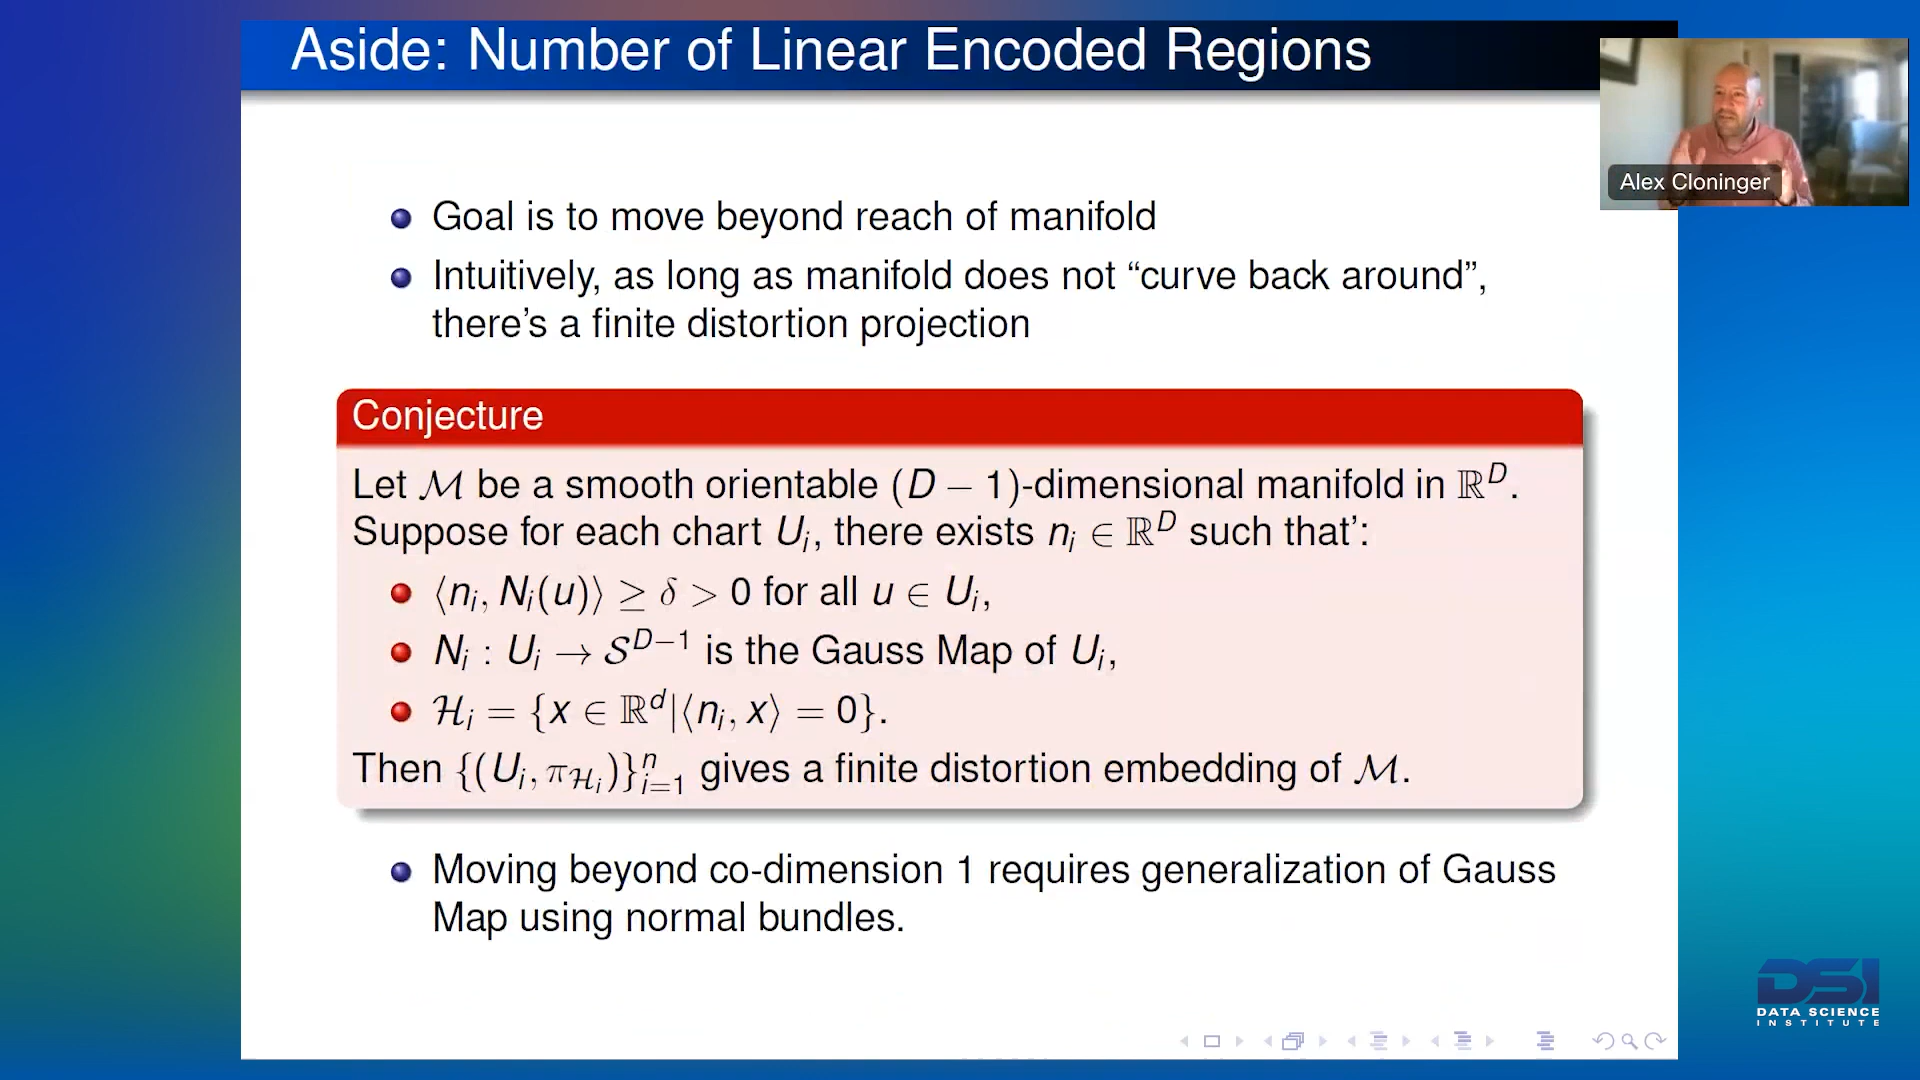 Aside: Number of Linear Encoded Regions
Alex Cloninger
Goal is to move beyond reach of manifold
Intuitively, as long as manifold does not “curve back around”,
there’s a finite distortion projection
Conjecture
Let ℳ be a smooth orientable (D − 1)-dimensional manifold in ℝ^D.
Suppose for each chart U_i, there exists n_i ∈ ℝ^D such that’:
⟨n_i, N_i(u)⟩ ≥ δ > 0 for all u ∈ U_i,
N_i : U_i → 𝒮^{D−1} is the Gauss Map of U_i,
ℋ_i = {x ∈ ℝ^d|⟨n_i, x⟩ = 0}.
Then {(U_i, π_{ℋ_i})}_{i=1}^n gives a finite distortion embedding of ℳ.
Moving beyond co-dimension 1 requires generalization of Gauss
Map using normal bundles.
DSI
DATA SCIENCE
INSTITUTE